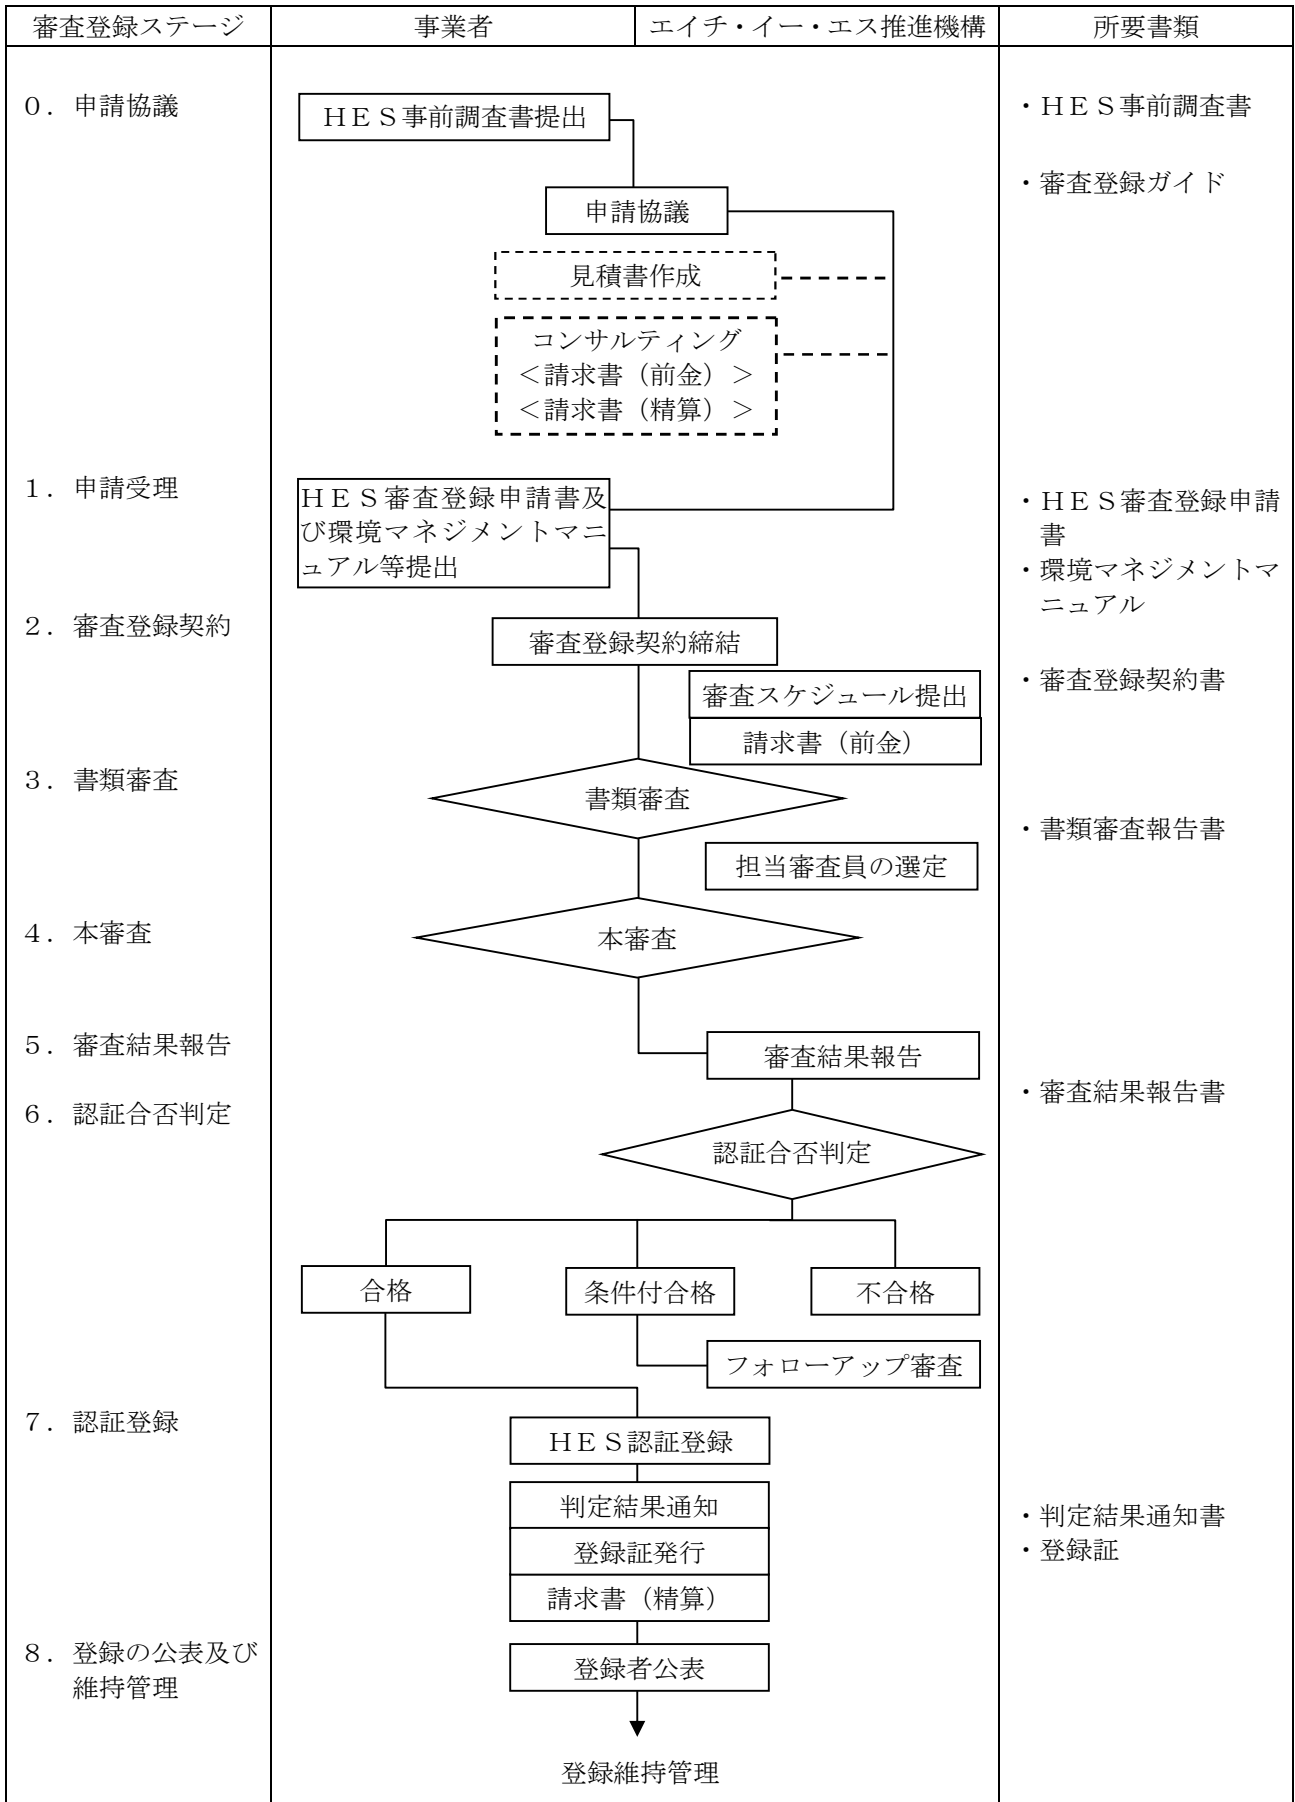 審査登録ステージ
事業者
エイチ・イー・エス推進機構
所要書類
０．申請協議
ＨＥＳ事前調査書提出
・ＨＥＳ事前調査書
・審査登録ガイド
申請協議
見積書作成
コンサルティング
＜請求書（前金）＞
＜請求書（精算）＞
１．申請受理
ＨＥＳ審査登録申請書及
び環境マネジメントマニ
ュアル等提出
・ＨＥＳ審査登録申請
書
・環境マネジメントマ
ニュアル
２．審査登録契約
審査登録契約締結
審査スケジュール提出
請求書（前金）
・審査登録契約書
３．書類審査
書類審査
・書類審査報告書
担当審査員の選定
４．本審査
本審査
５．審査結果報告
審査結果報告
・審査結果報告書
６．認証合否判定
認証合否判定
合格
条件付合格
不合格
フォローアップ審査
７．認証登録
ＨＥＳ認証登録
判定結果通知
登録証発行
請求書（精算）
・判定結果通知書
・登録証
８．登録の公表及び
維持管理
登録者公表
登録維持管理